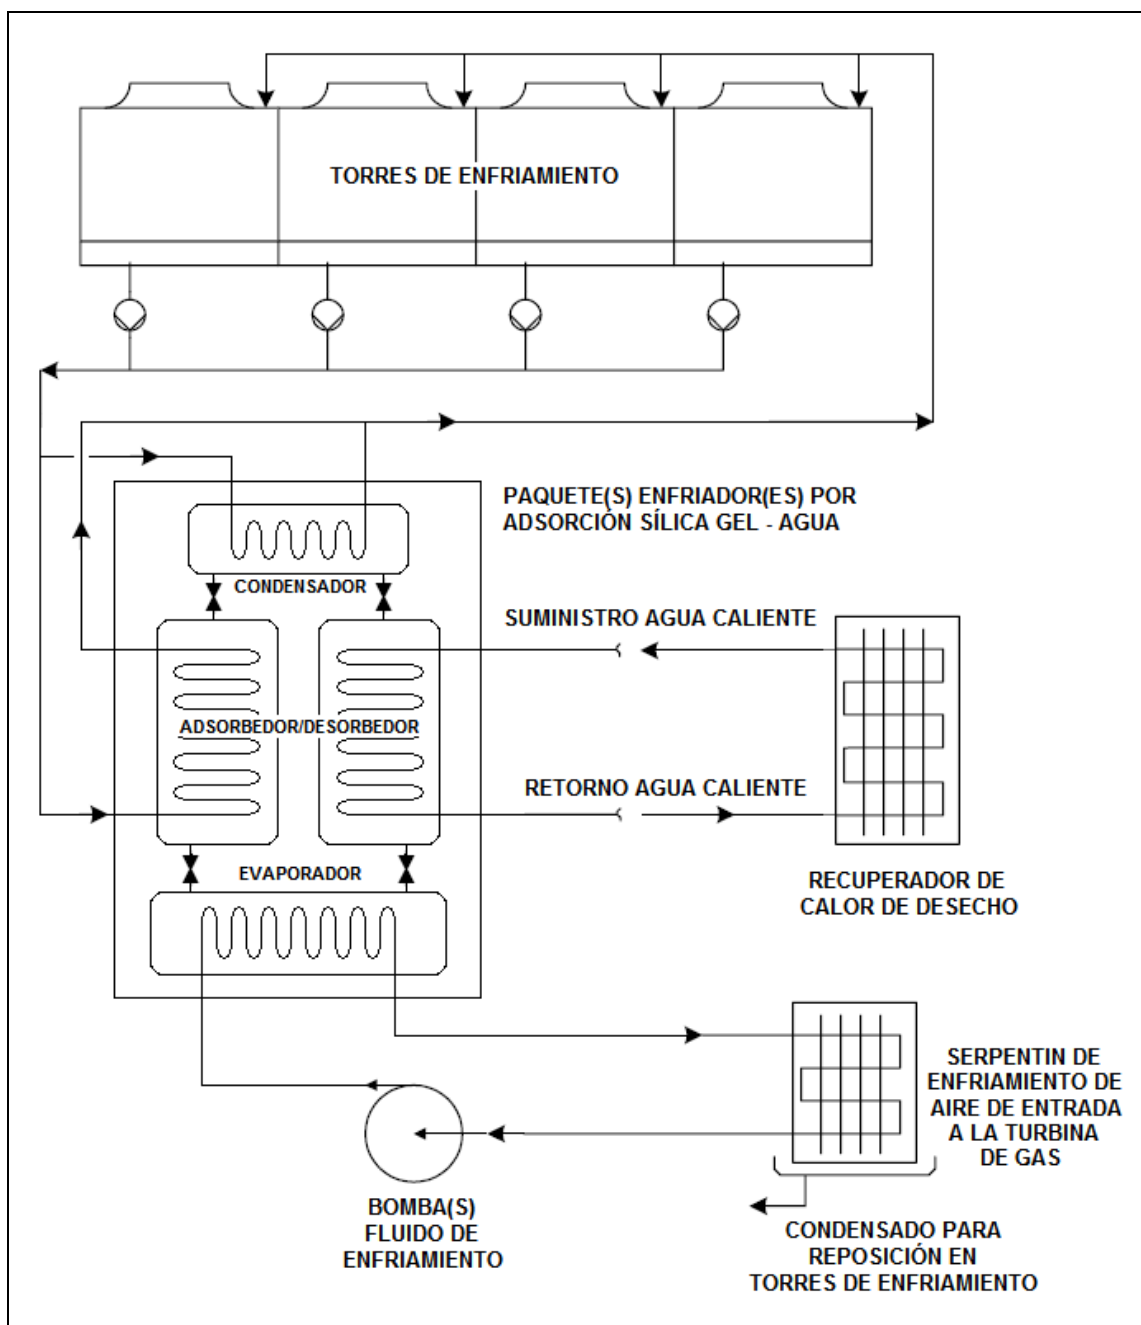 TORRES DE ENFRIAMIENTO
PAQUETE(S) ENFRIADOR(ES) POR
ADSORCIÓN SÍLICA GEL - AGUA
CONDENSADOR
SUMINISTRO AGUA CALIENTE
ADSORBEDOR/DESORBEDOR
RETORNO AGUA CALIENTE
EVAPORADOR
RECUPERADOR DE
CALOR DE DESECHO
SERPENTIN DE
ENFRIAMIENTO DE
AIRE DE ENTRADA
A LA TURBINA
DE GAS
BOMBA(S)
FLUIDO DE
ENFRIAMIENTO
CONDENSADO PARA
REPOSICIÓN EN
TORRES DE ENFRIAMIENTO